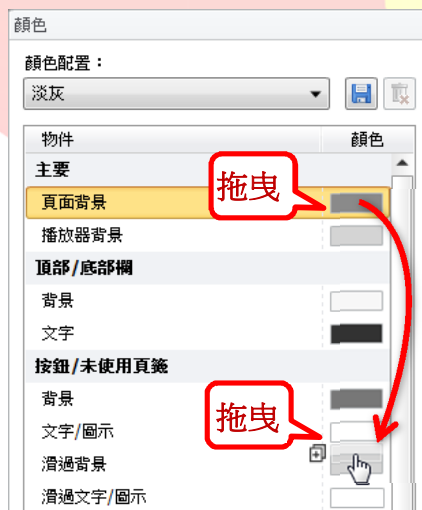 顏色
顏色配置：
淡灰
物件 顏色
主要
頁面背景
拖曳
播放器背景
頂部/底部欄
背景
文字
按鈕/未使用頁籤
背景
文字/圖示
拖曳
滑過背景
滑過文字/圖示